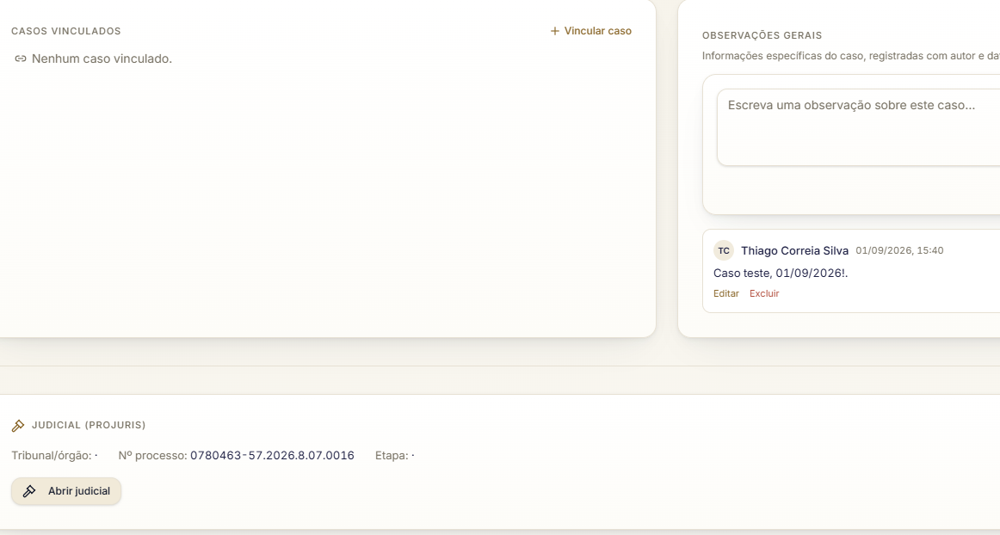 CASOS VINCULADOS
+ Vincular caso
Nenhum caso vinculado.
OBSERVAÇÕES GERAIS
Informações específicas do caso, registradas com autor e da
Escreva uma observação sobre este caso...
TC Thiago Correia Silva 01/09/2026, 15:40
Caso teste, 01/09/2026!.
Editar Excluir
JUDICIAL (PROJURIS)
Tribunal/órgão: · Nº processo: 0780463-57.2026.8.07.0016 Etapa: ·
Abrir judicial